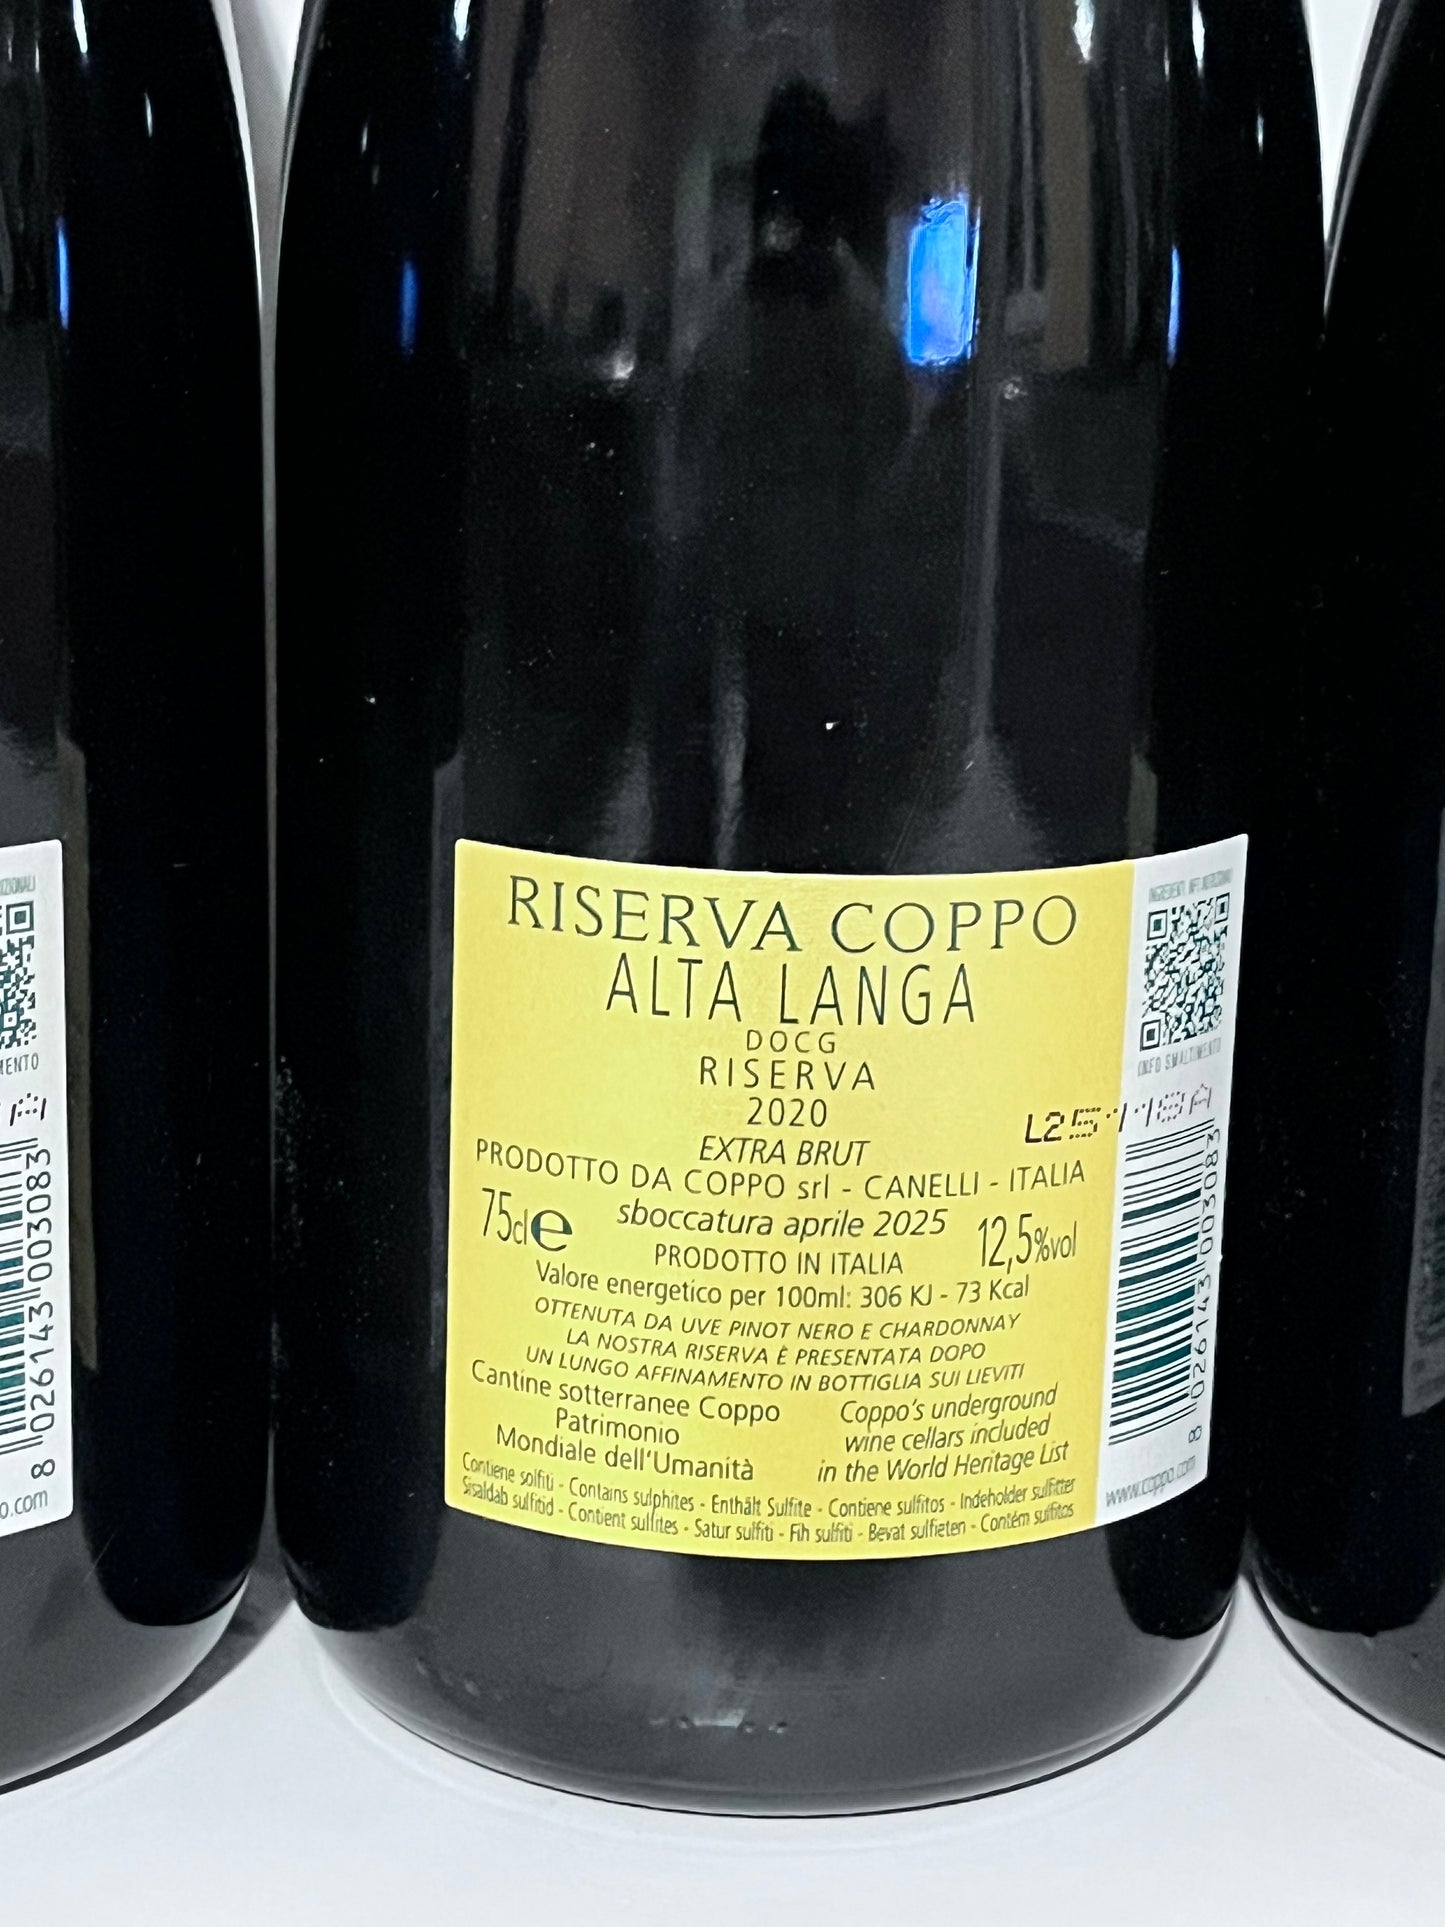 RISERVA COPPO
ALTA LANGA
DOCG
RISERVA
2020
EXTRA BRUT
PRODOTTO DA COPPO srl - CANELLI - ITALIA
75cl e
sboccatura aprile 2025
12,5%vol
PRODOTTO IN ITALIA
Valore energetico per 100ml: 306 KJ - 73 Kcal
OTTENUTA DA UVE PINOT NERO E CHARDONNAY
LA NOSTRA RISERVA È PRESENTATA DOPO
UN LUNGO AFFINAMENTO IN BOTTIGLIA SUI LIEVITI
Cantine sotterranee Coppo
Patrimonio
Mondiale dell'Umanità
Coppo's underground
wine cellars included
in the World Heritage List
Contiene solfiti - Contains sulphites - Enthält Sulfite - Contiene sulfitos - Indeholder sulfitter
Sisaldab sulfitid - Contient sulfites - Satur sulfiti - Fih sulfiti - Bevat sulfieten - Contém sulfitos
INFO SMALTIMENTO
L25118A
8 026143 003083
www.coppo.com
8 026143 003083